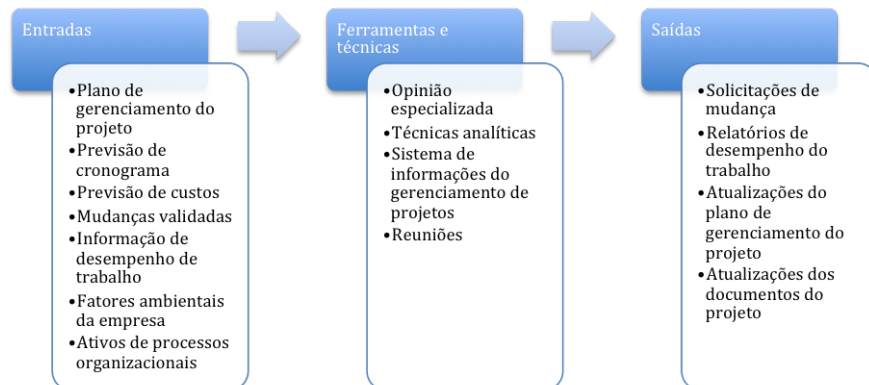 Entradas
•Plano de
gerenciamento do
projeto
•Previsão de
cronograma
•Previsão de custos
•Mudanças validadas
•Informação de
desempenho de
trabalho
•Fatores ambientais
da empresa
•Ativos de processos
organizacionais
Ferramentas e
técnicas
•Opinião
especializada
•Técnicas analíticas
•Sistema de
informações do
gerenciamento de
projetos
•Reuniões
Saídas
•Solicitações de
mudança
•Relatórios de
desempenho do
trabalho
•Atualizações do
plano de
gerenciamento do
projeto
•Atualizações dos
documentos do
projeto